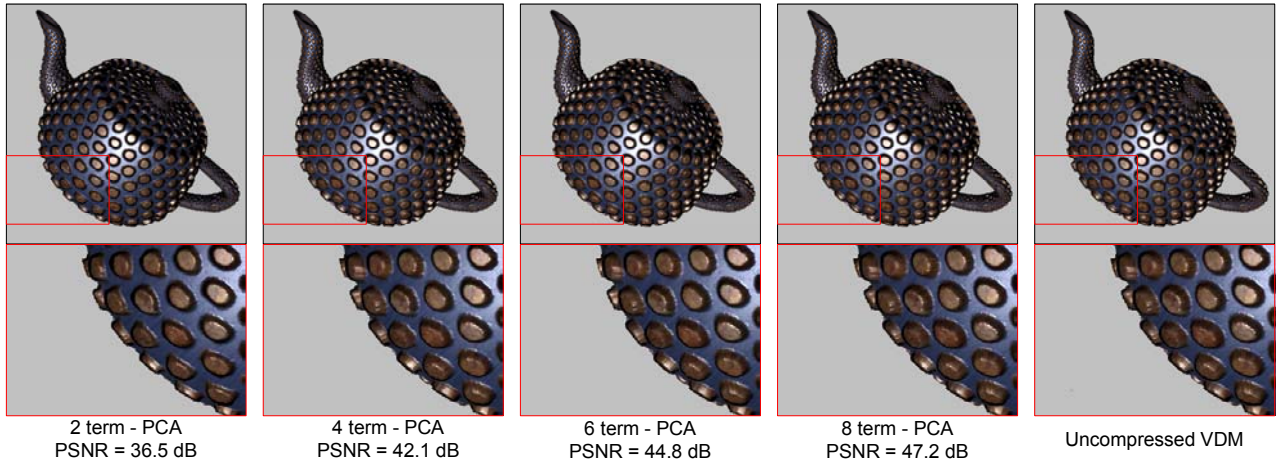 2 term - PCA
PSNR = 36.5 dB
4 term - PCA
PSNR = 42.1 dB
6 term - PCA
PSNR = 44.8 dB
8 term - PCA
PSNR = 47.2 dB
Uncompressed VDM